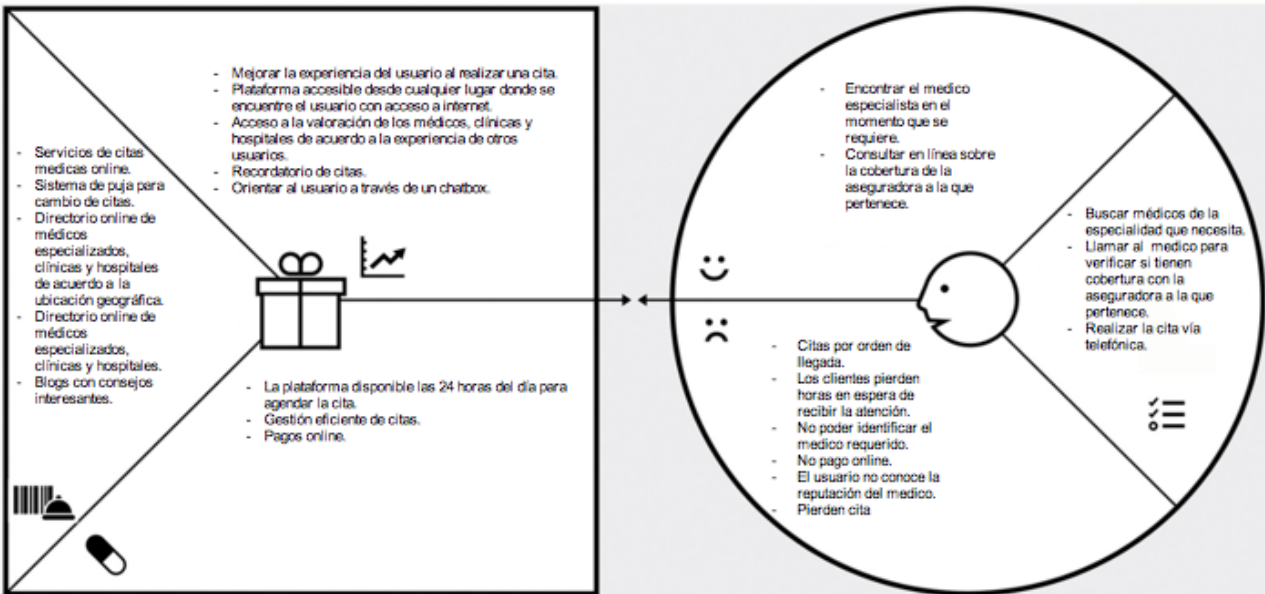 - Mejorar la experiencia del usuario al realizar una cita.
- Plataforma accesible desde cualquier lugar donde se
encuentre el usuario con acceso a internet.
- Acceso a la valoración de los médicos, clínicas y
hospitales de acuerdo a la experiencia de otros
usuarios.
- Recordatorio de citas.
- Orientar al usuario a través de un chatbox.
- Servicios de citas
medicas online.
- Sistema de puja para
cambio de citas.
- Directorio online de
médicos
especializados,
clínicas y hospitales
de acuerdo a la
ubicación geográfica.
- Directorio online de
médicos
especializados,
clínicas y hospitales.
- Blogs con consejos
interesantes.
- La plataforma disponible las 24 horas del día para
agendar la cita.
- Gestión eficiente de citas.
- Pagos online.
- Encontrar el medico
especialista en el
momento que se
requiere.
- Consultar en línea sobre
la cobertura de la
aseguradora a la que
pertenece.
- Buscar médicos de la
especialidad que necesita.
- Llamar al medico para
verificar si tienen
cobertura con la
aseguradora a la que
pertenece.
- Realizar la cita vía
telefónica.
- Citas por orden de
llegada.
- Los clientes pierden
horas en espera de
recibir la atención.
- No poder identificar el
medico requerido.
- No pago online.
- El usuario no conoce la
reputación del medico.
- Pierden cita